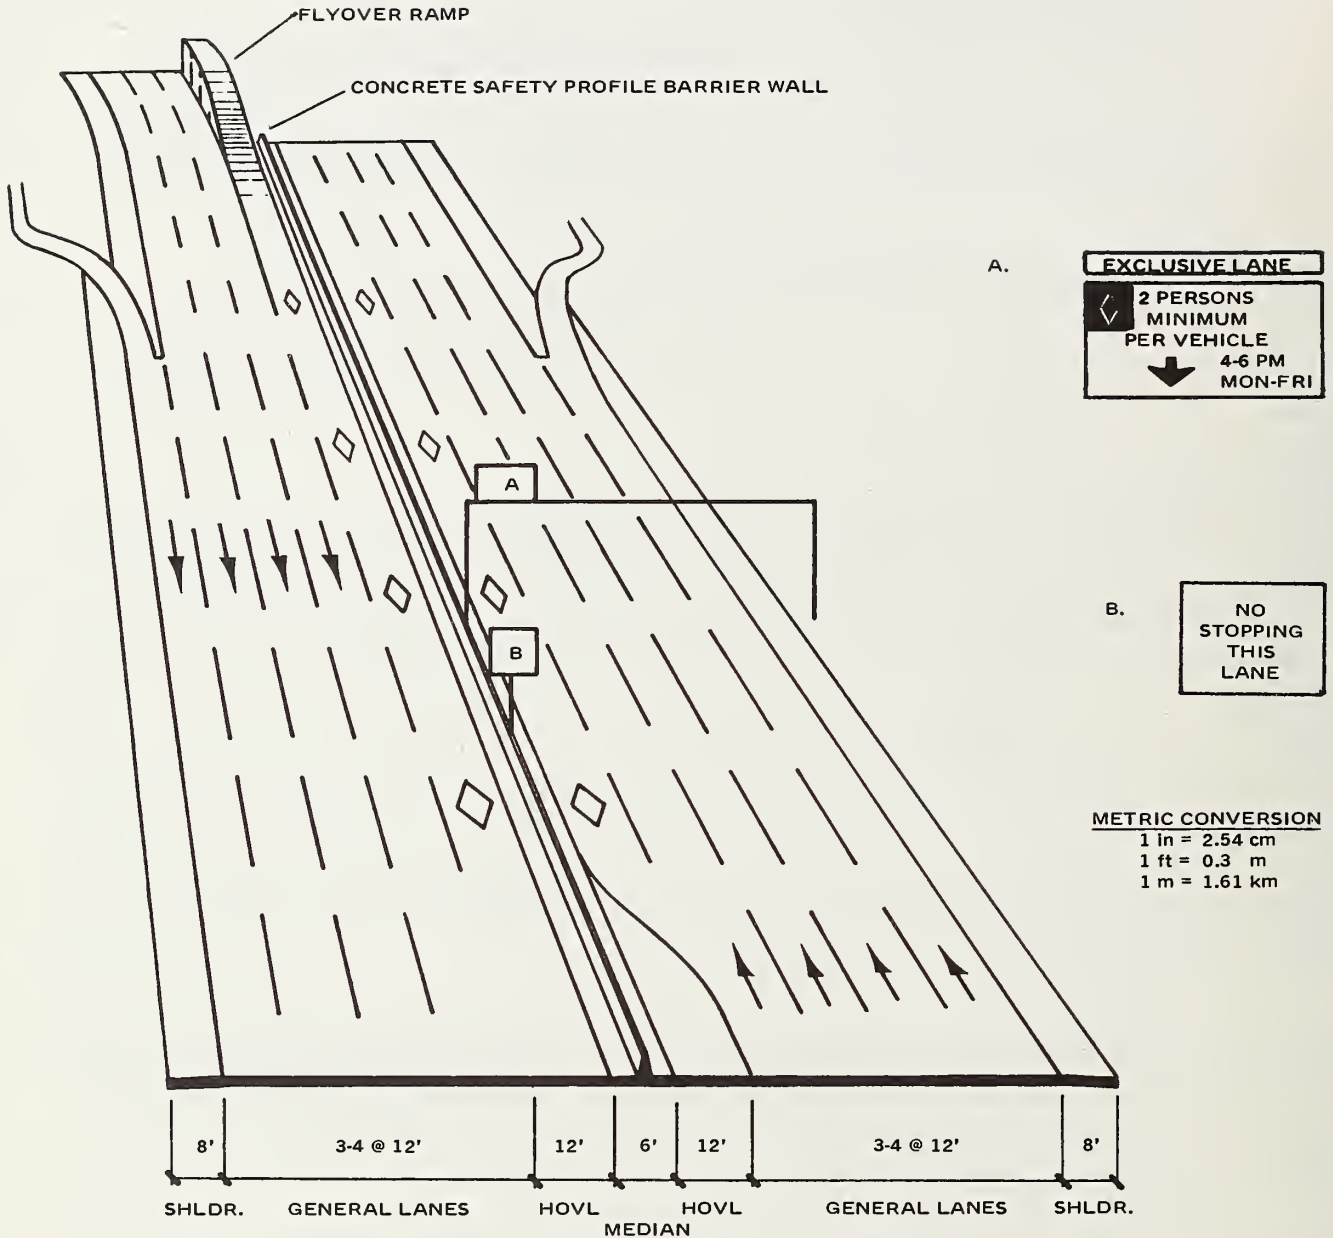 FLYOVER RAMP
CONCRETE SAFETY PROFILE BARRIER WALL
A.
EXCLUSIVE LANE
2 PERSONS
MINIMUM
PER VEHICLE
4-6 PM
MON-FRI
A
B.
NO
STOPPING
THIS
LANE
B
METRIC CONVERSION
1 in = 2.54 cm
1 ft = 0.3 m
1 m = 1.61 km
8' 3-4 @ 12' 12' 6' 12' 3-4 @ 12' 8'
SHLDR. GENERAL LANES HOVL HOVL GENERAL LANES SHLDR.
MEDIAN